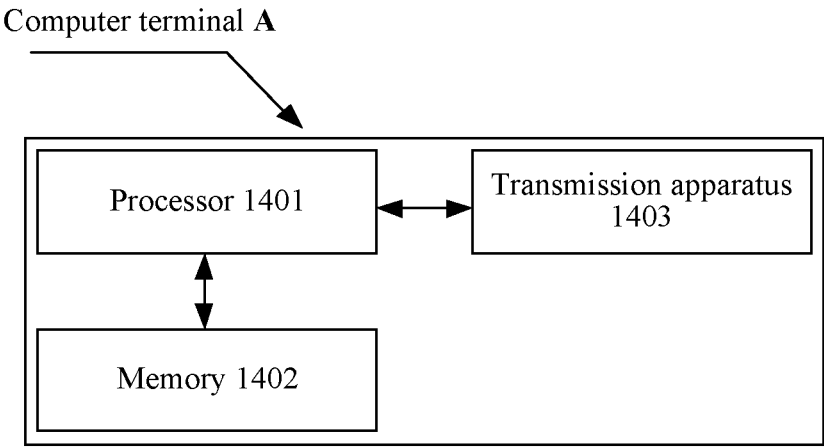 Computer terminal A
Processor 1401
Transmission apparatus
1403
Memory 1402